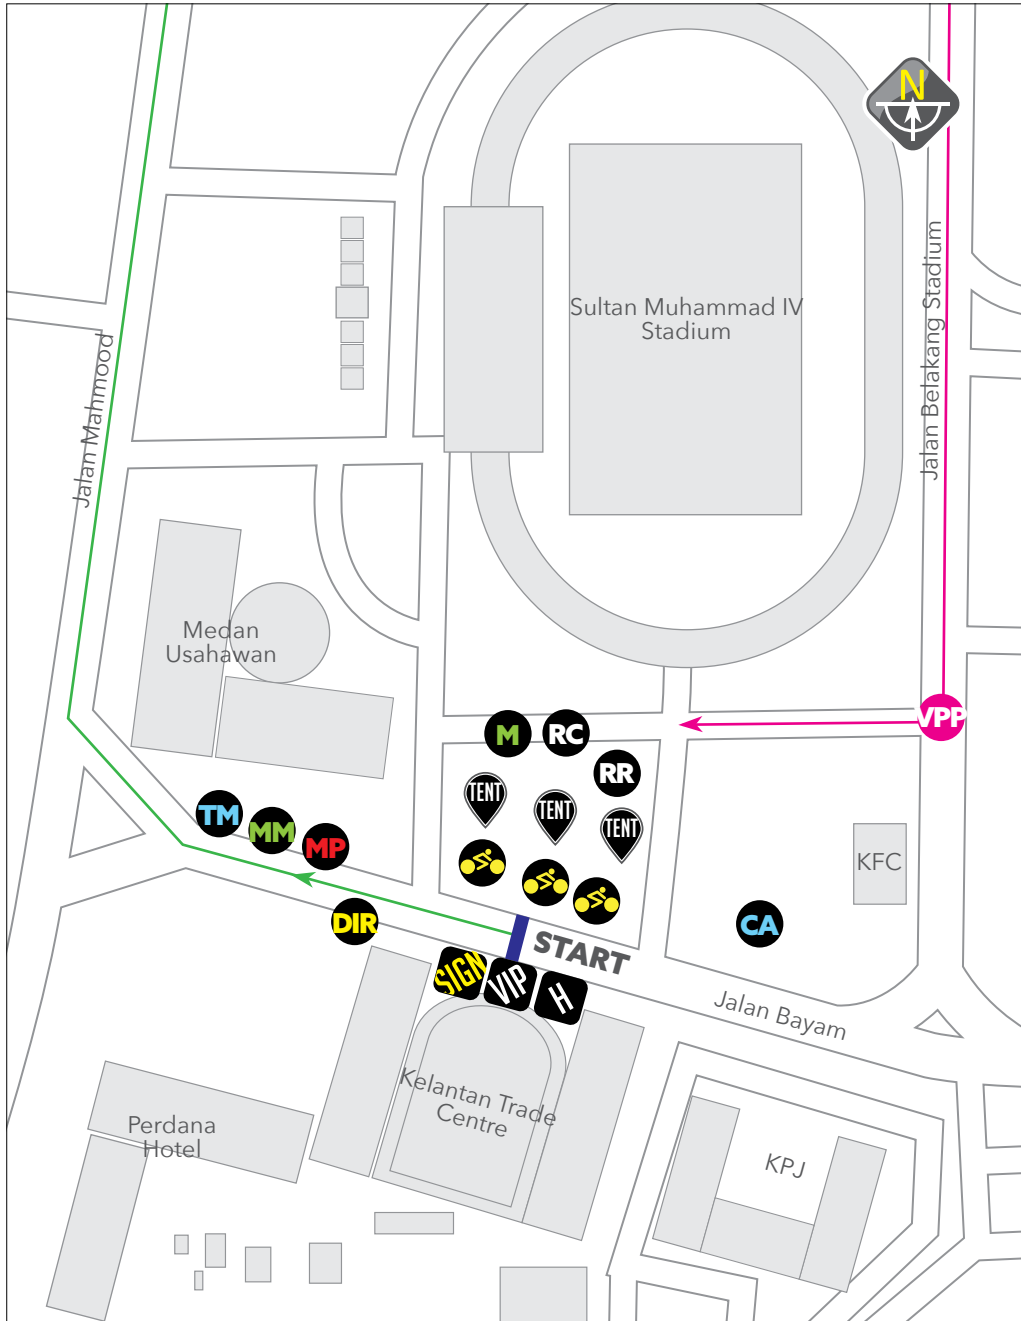 N
Sultan Muhammad IV
Stadium
Jalan Belakang Stadium
Jalan Mahmood
Medan
Usahawan
VPP
M
RC
RR
TENT
TENT
TENT
TM
MM
MP
KFC
DIR
CA
START
SIGN
VIP
H
Jalan Bayam
Kelantan Trade
Centre
Perdana
Hotel
KPJ